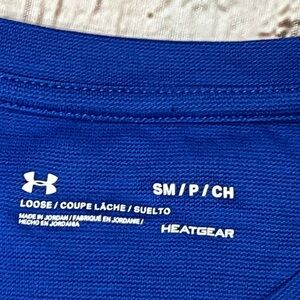 SM / P / CH
LOOSE / COUPE LÂCHE / SUELTO
MADE IN JORDAN / FABRIQUÉ EN JORDANIE /
HECHO EN JORDANIA
HEATGEAR